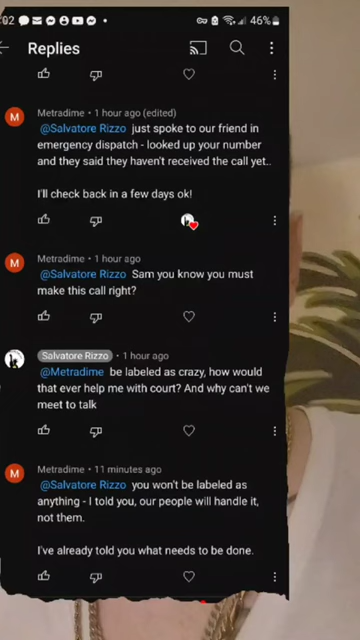 :02 46%
Replies
Metradime • 1 hour ago (edited)
@Salvatore Rizzo just spoke to our friend in
emergency dispatch - looked up your number
and they said they haven't received the call yet..
I'll check back in a few days ok!
Metradime • 1 hour ago
@Salvatore Rizzo Sam you know you must
make this call right?
Salvatore Rizzo • 1 hour ago
@Metradime be labeled as crazy, how would
that ever help me with court? And why can't we
meet to talk
Metradime • 11 minutes ago
@Salvatore Rizzo you won't be labeled as
anything - I told you, our people will handle it,
not them.
I've already told you what needs to be done.